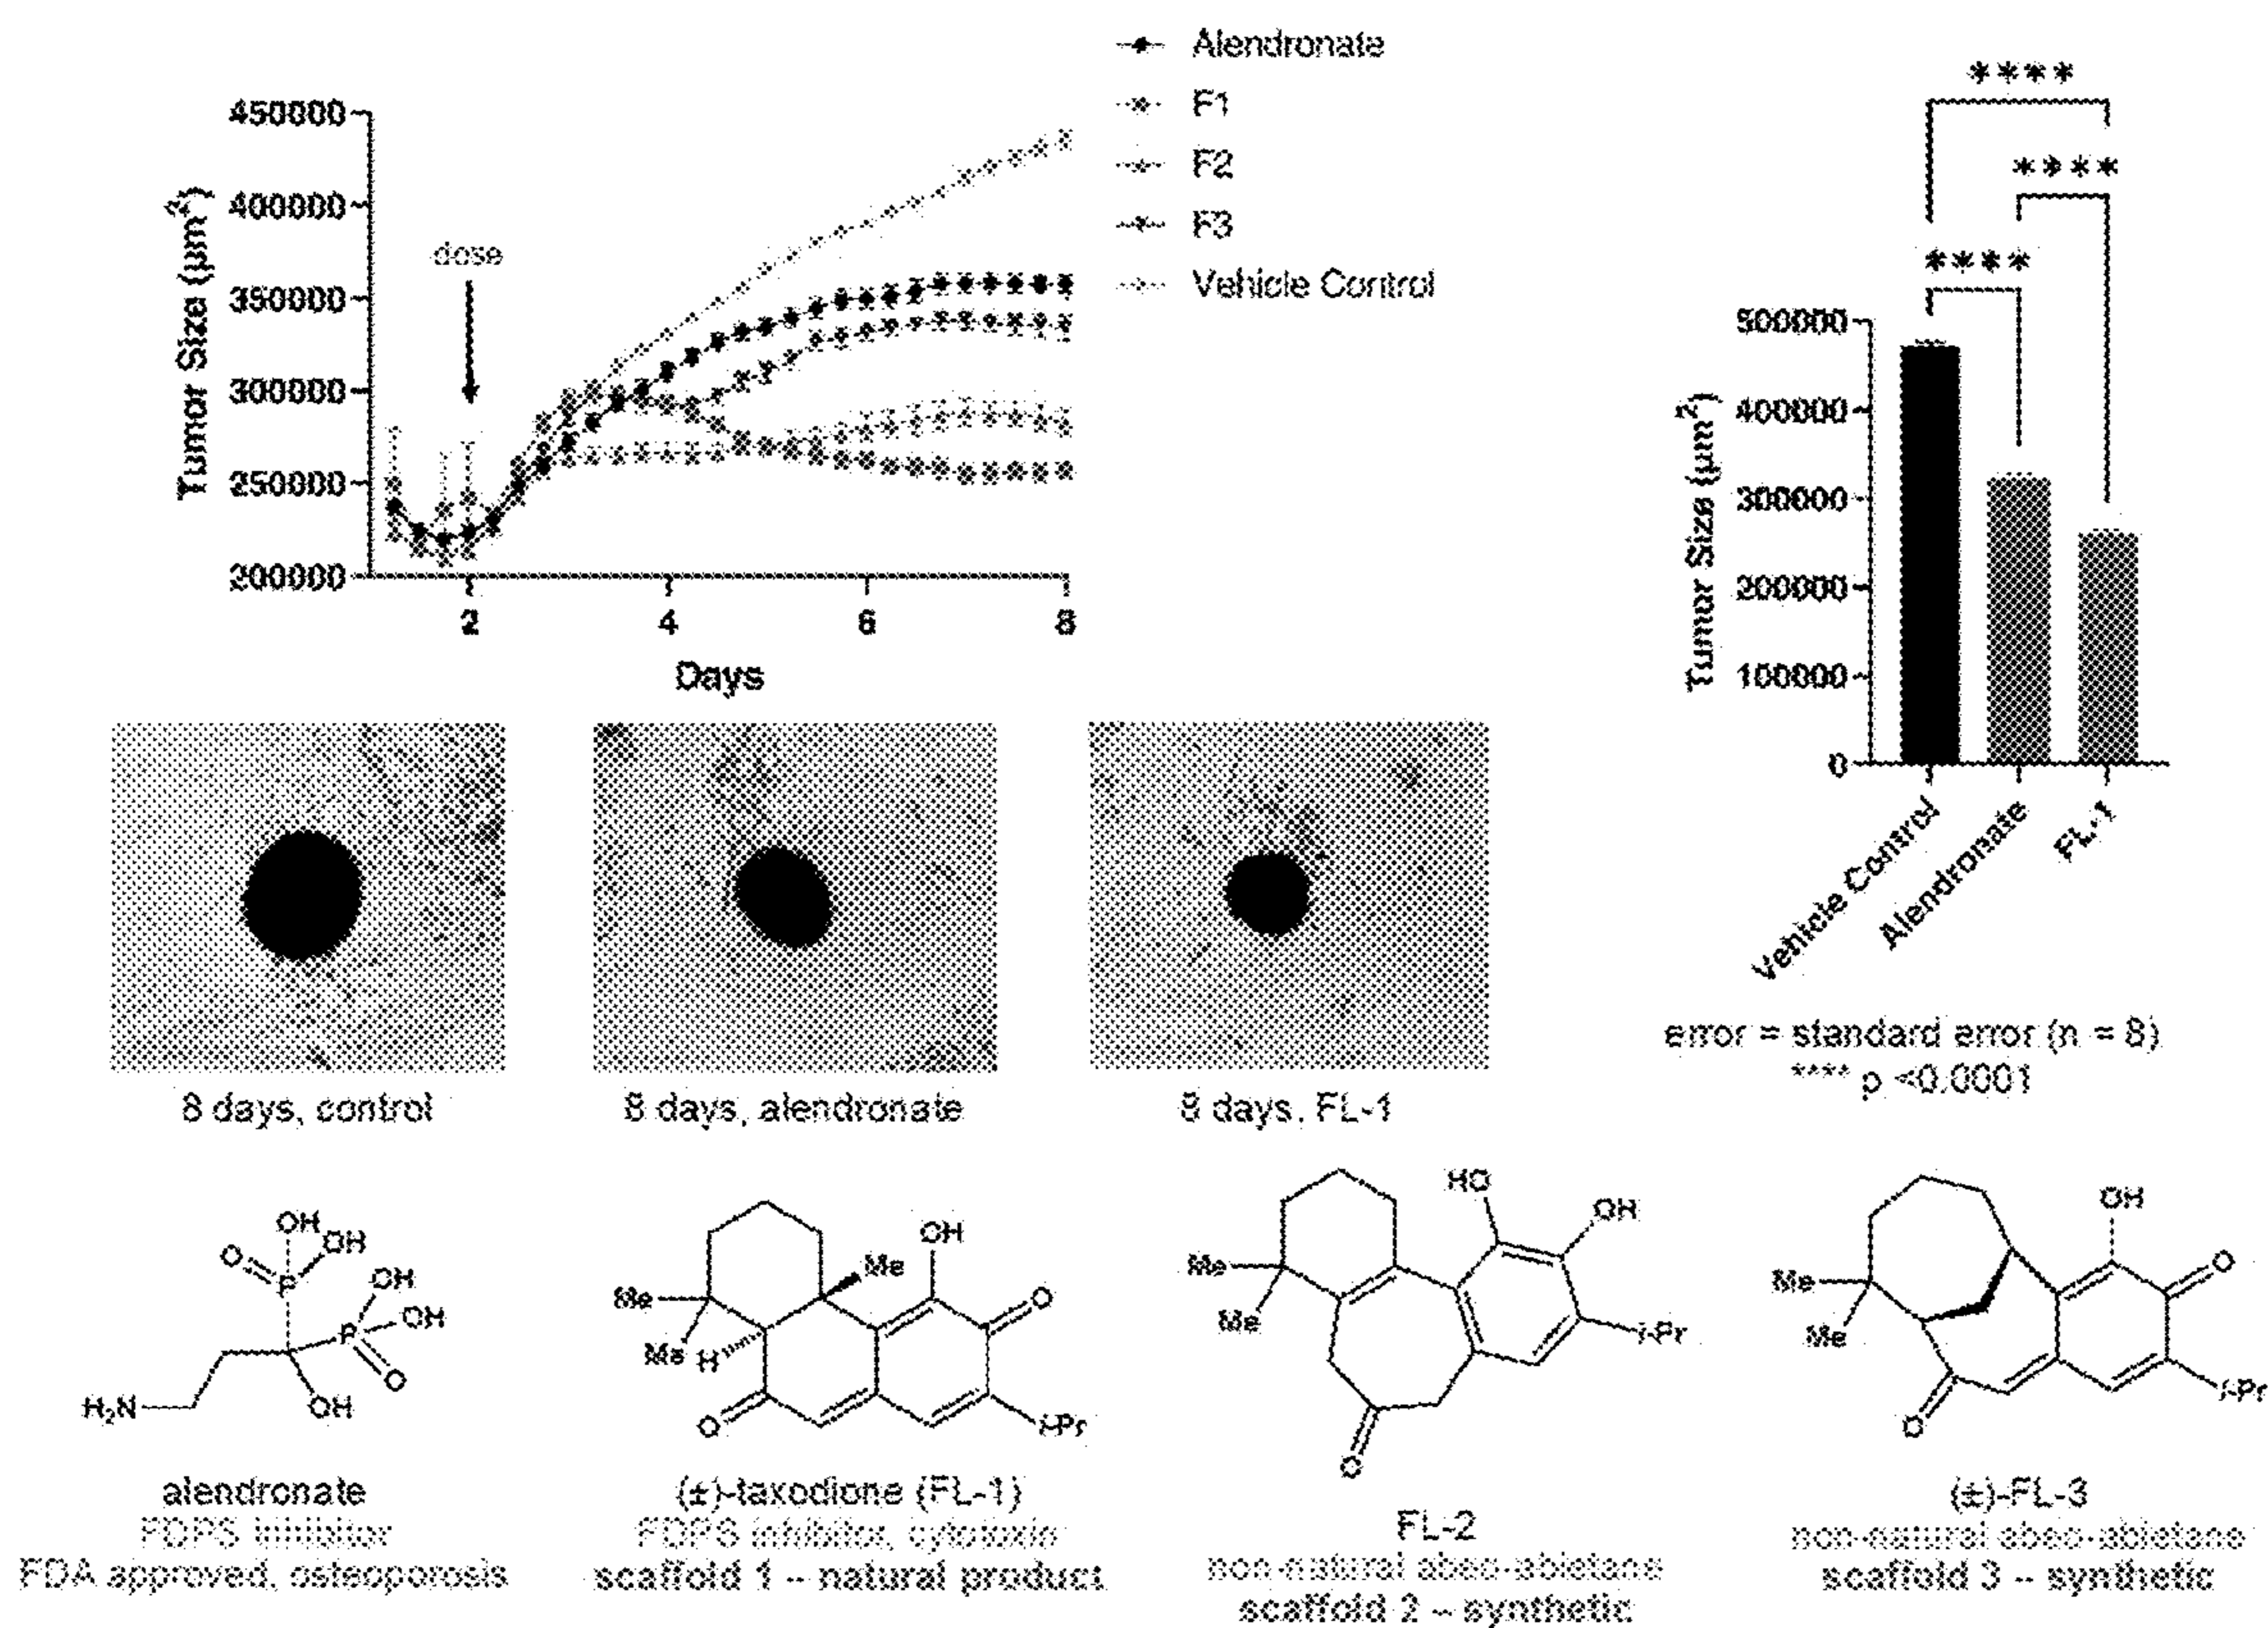 Alendronate
F1
F2
F3
Vehicle Control
450000
400000
350000
300000
250000
200000
Tumor Size (µm²)
dose
2
4
6
8
Days
****
****
****
500000
400000
300000
200000
100000
0
Tumor Size (µm²)
Vehicle Control
Alendronate
FL-1
error = standard error (n = 8)
**** p <0.0001
8 days, control
8 days, alendronate
8 days, FL-1
OH
OH
O
P
OH
OH
P
O
OH
H₂N
Me
Me
Me
H
OH
O
O
i-Pr
HO
OH
Me
Me
i-Pr
O
OH
O
Me
Me
O
i-Pr
alendronate
FDPS inhibitor
FDA approved, osteoporosis
(±)-taxodione (FL-1)
FDPS inhibitor, cytotoxin
scaffold 1 – natural product
FL-2
non-natural abeo-abietane
scaffold 2 – synthetic
(±)-FL-3
non-natural abeo-abietane
scaffold 3 – synthetic